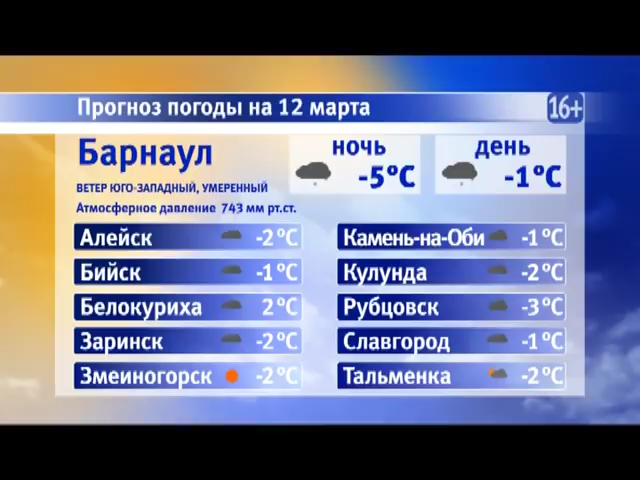 Прогноз погоды на 12 марта 16+
Барнаул
ночь -5°C
день -1°C
ВЕТЕР ЮГО-ЗАПАДНЫЙ, УМЕРЕННЫЙ
Атмосферное давление 743 мм рт.ст.
Алейск -2°C
Бийск -1°C
Белокуриха 2°C
Заринск -2°C
Змеиногорск -2°C
Камень-на-Оби -1°C
Кулунда -2°C
Рубцовск -3°C
Славгород -1°C
Тальменка -2°C